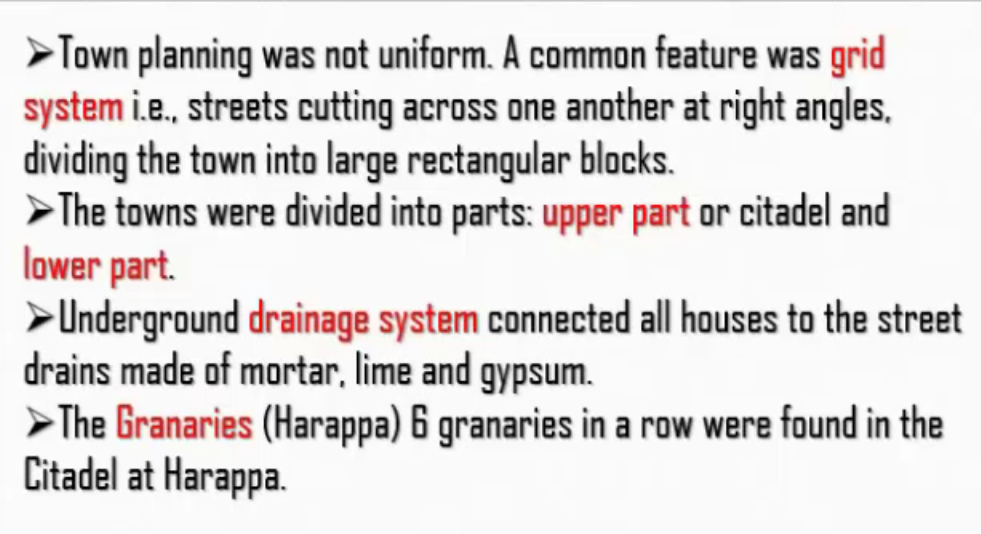 ➢Town planning was not uniform. A common feature was grid
system i.e., streets cutting across one another at right angles,
dividing the town into large rectangular blocks.
➢The towns were divided into parts: upper part or citadel and
lower part.
➢Underground drainage system connected all houses to the street
drains made of mortar, lime and gypsum.
➢The Granaries (Harappa) 6 granaries in a row were found in the
Citadel at Harappa.